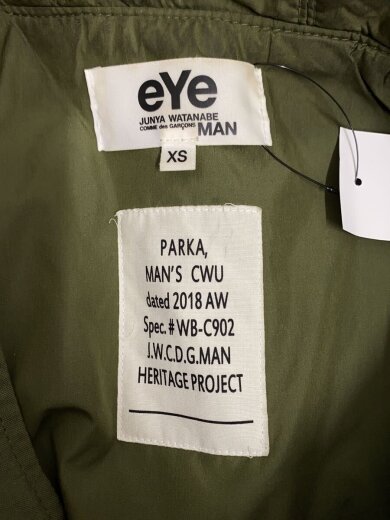 eYe
JUNYA WATANABE
COMME des GARÇONS MAN
XS
PARKA,
MAN'S CWU
dated 2018 AW
Spec. # WB-C902
J.W.C.D.G.MAN
HERITAGE PROJECT